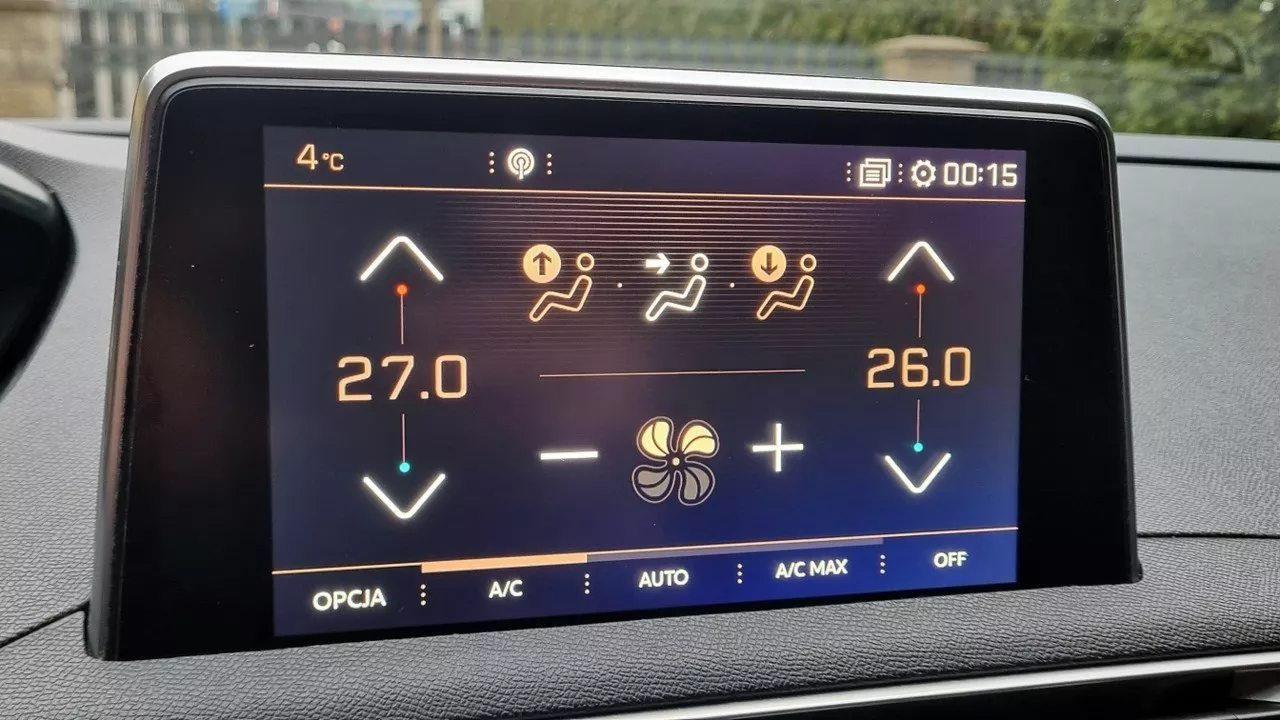 4°C
00:15
27.0
26.0
OPCJA
A/C
AUTO
A/C MAX
OFF